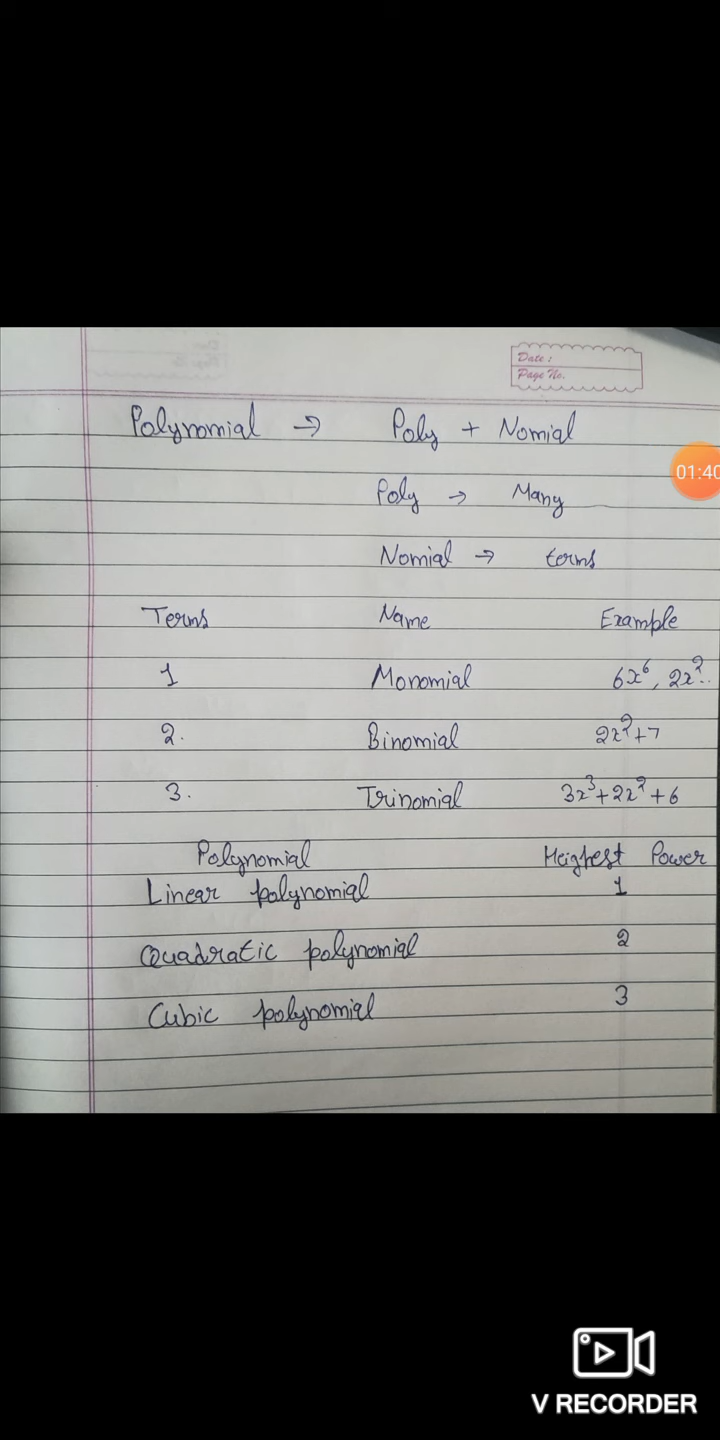 Date :
Page No.
Polynomial → Poly + Nomial
01:40
Poly → Many
Nomial → terms
Terms Name Example
1 Monomial 6x⁶, 2x²..
2. Binomial 2x²+7
3. Trinomial 3x³+2x²+6
Polynomial Heighest Power
Linear polynomial 1
Quadratic polynomial 2
Cubic polynomial 3
V RECORDER